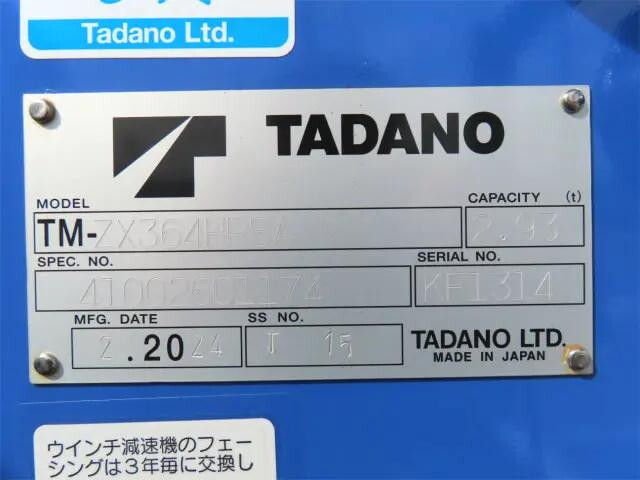 Tadano Ltd.
TADANO
MODEL
CAPACITY (t)
TM-ZX364HRSA
2.93
SPEC. NO.
SERIAL NO.
KF1314
MFG. DATE
SS NO.
2.2024
T 15
TADANO LTD.
MADE IN JAPAN
ウインチ減速機のフェー
シングは3年毎に交換し